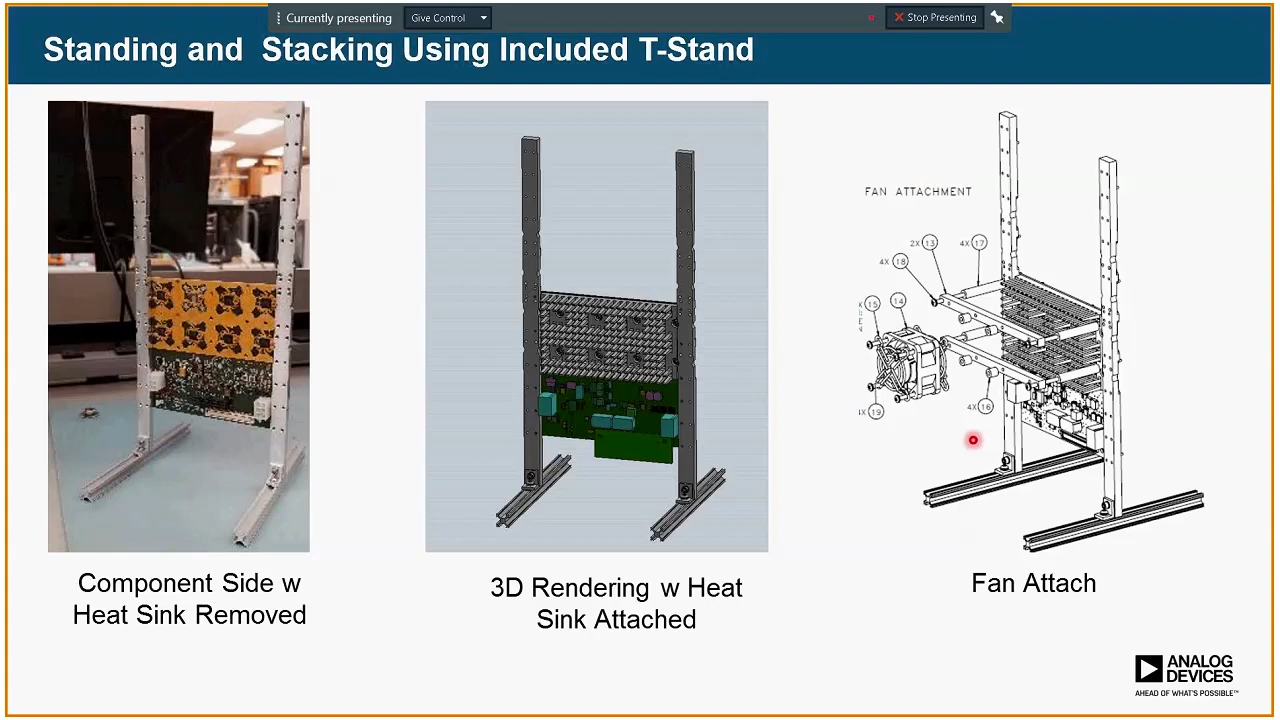 Currently presenting
Give Control
Stop Presenting
Standing and  Stacking Using Included T-Stand
FAN ATTACHMENT
2X 13
4X 17
4X 18
15
14
4X 16
19
Component Side w
Heat Sink Removed
3D Rendering w Heat
Sink Attached
Fan Attach
ANALOG
DEVICES
AHEAD OF WHAT'S POSSIBLE™